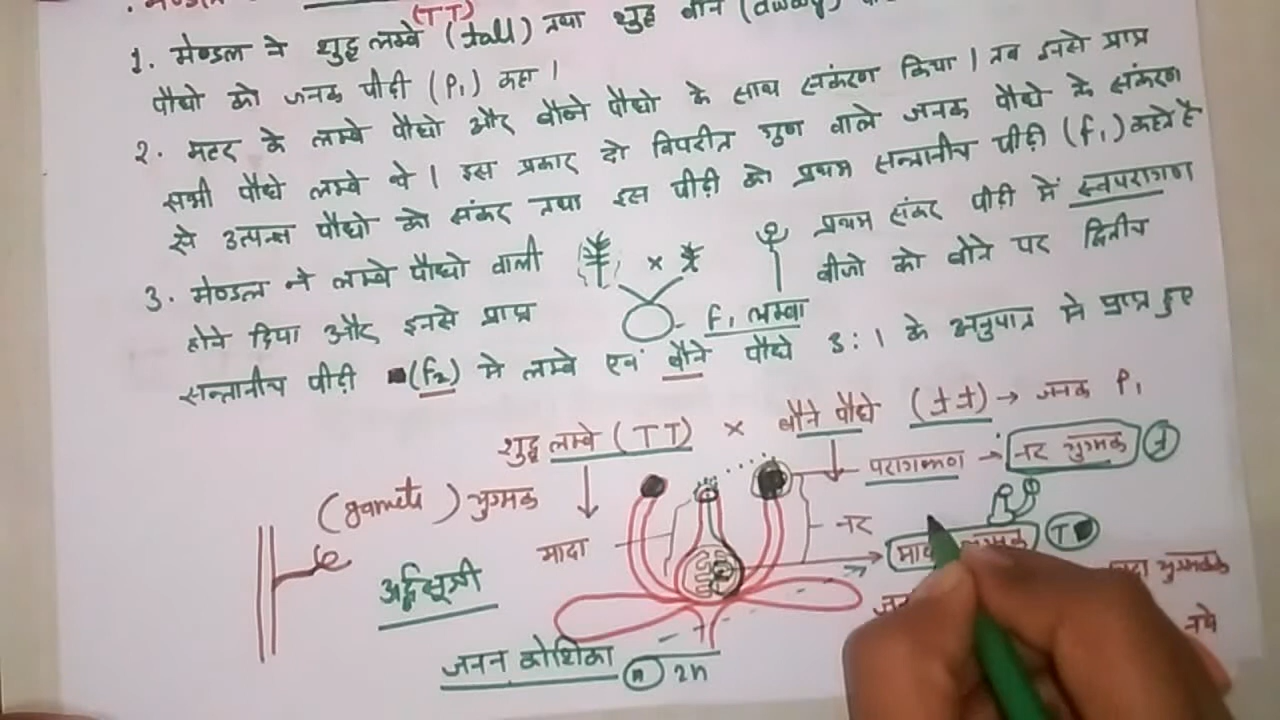 (TT)
1. मेण्डल ने शुद्ध लम्बे (tall) तथा शुद्ध बौने (dwarf)
पौधो को जनक पीढी (P₁) कहा ।
2. मटर के लम्बे पौधो और बौने पौधो के साथ संकरण किया । तब इनसे प्राप्त
सभी पौधे लम्बे थे । इस प्रकार दो विपरीत गुण वाले जनक पौधे के संकरण
से उत्पन्न पौधो को संकर तथा इस पीढी को प्रथम सन्तानीय पीढी (f₁) कहते है
3. मेण्डल ने लम्बे पौधो वाली प्रथम संकर पीढी में स्वपरागण
होने दिया और इनसे प्राप्त बीजो को बोने पर द्वितीय
× F₁ लम्बा
सन्तानीय पीढी (f₂) मे लम्बे एवं बौने पौधे 3:1 के अनुपात मे प्राप्त हुए
शुद्ध लम्बे (TT) × बौने पौधे (tt) → जनक P₁
परागकण → नर युग्मक t
(gamete) युग्मक
मादा
नर
T
अर्द्धसूत्री
युग्मक
जनन कोशिका n 2n
नये